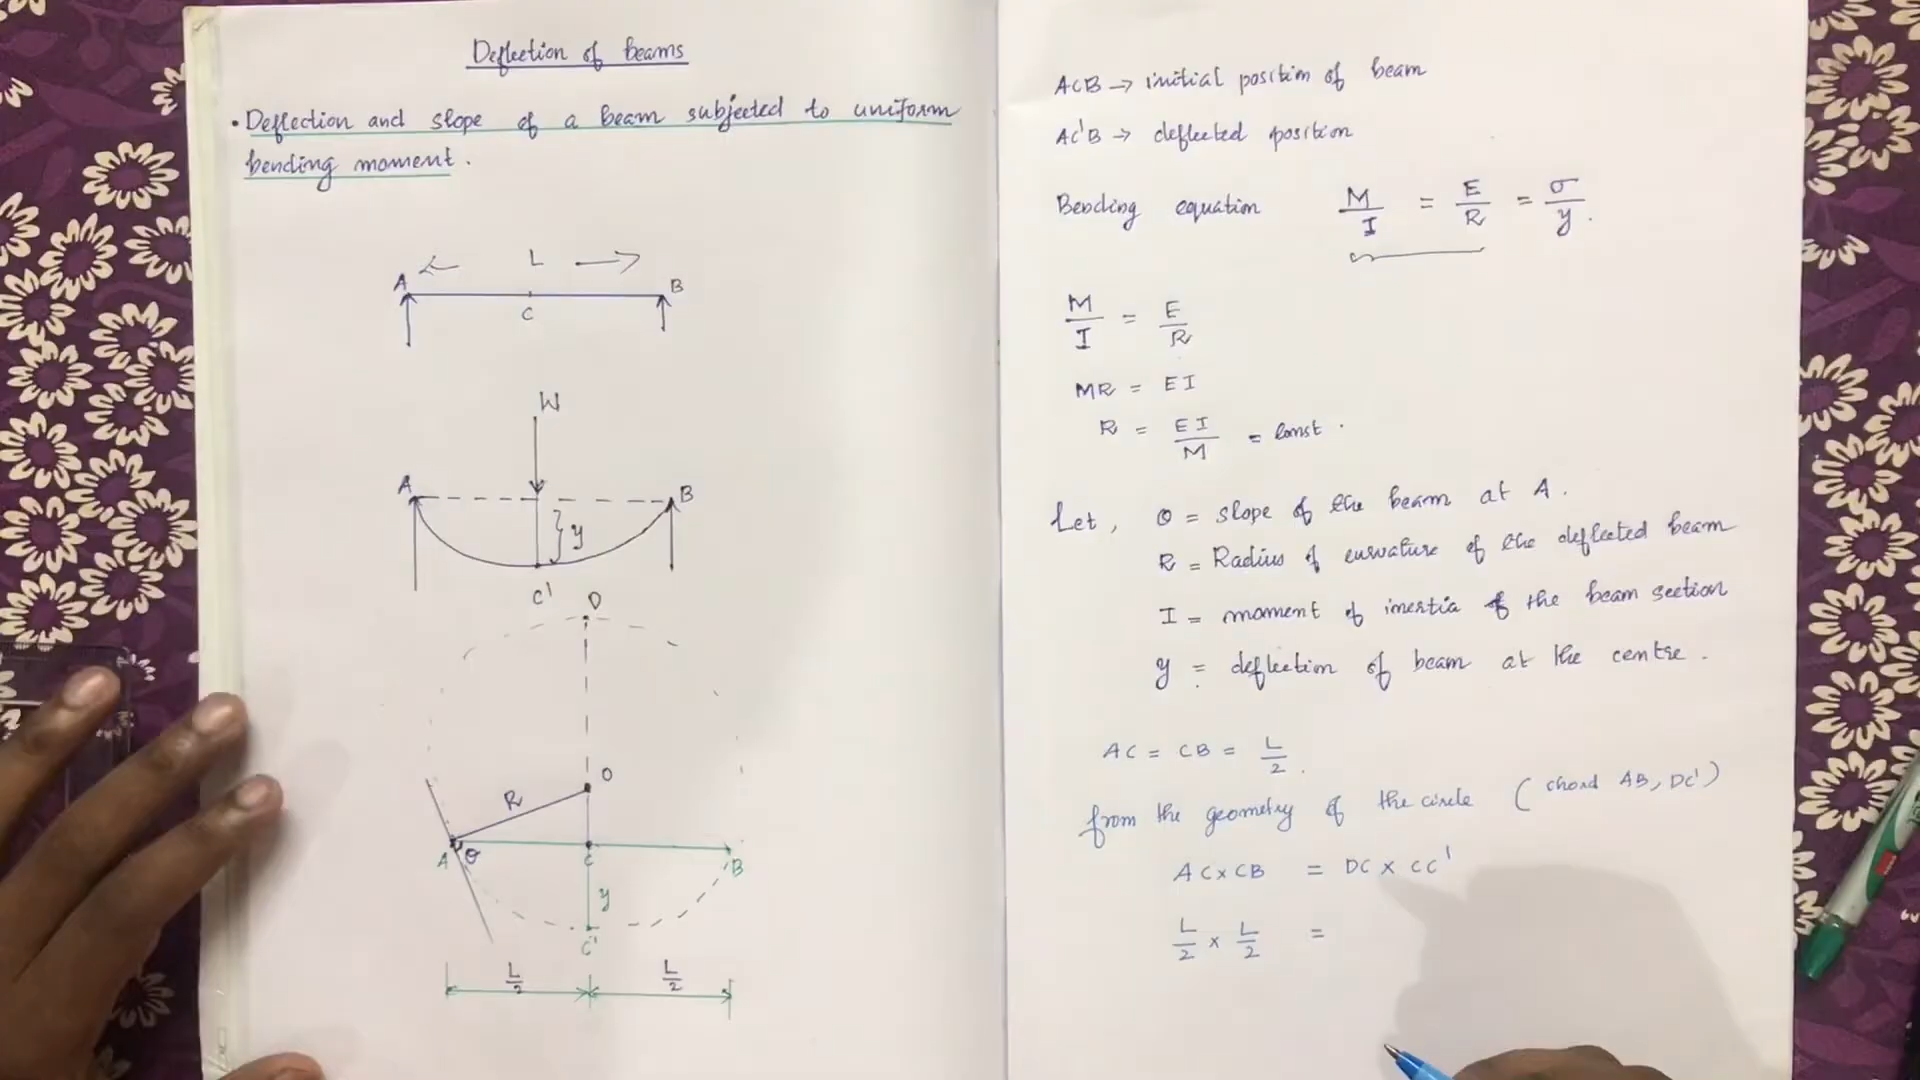 Deflection of beams
• Deflection and slope of a beam subjected to uniform
bending moment.
L
A
B
C
W
A
B
y
C'
D
O
R
A
θ
C
B
y
C'
L/2
L/2
ACB → initial position of beam
AC'B → deflected position
Bending equation M/I = E/R = σ/y.
M/I = E/R
MR = EI
R = EI/M = Const.
Let, θ = slope of the beam at A.
R = Radius of curvature of the deflected beam
I = moment of inertia of the beam section
y = deflection of beam at the centre.
AC = CB = L/2.
from the geometry of the circle (chord AB, DC')
AC x CB = DC x CC'
L/2 x L/2 =